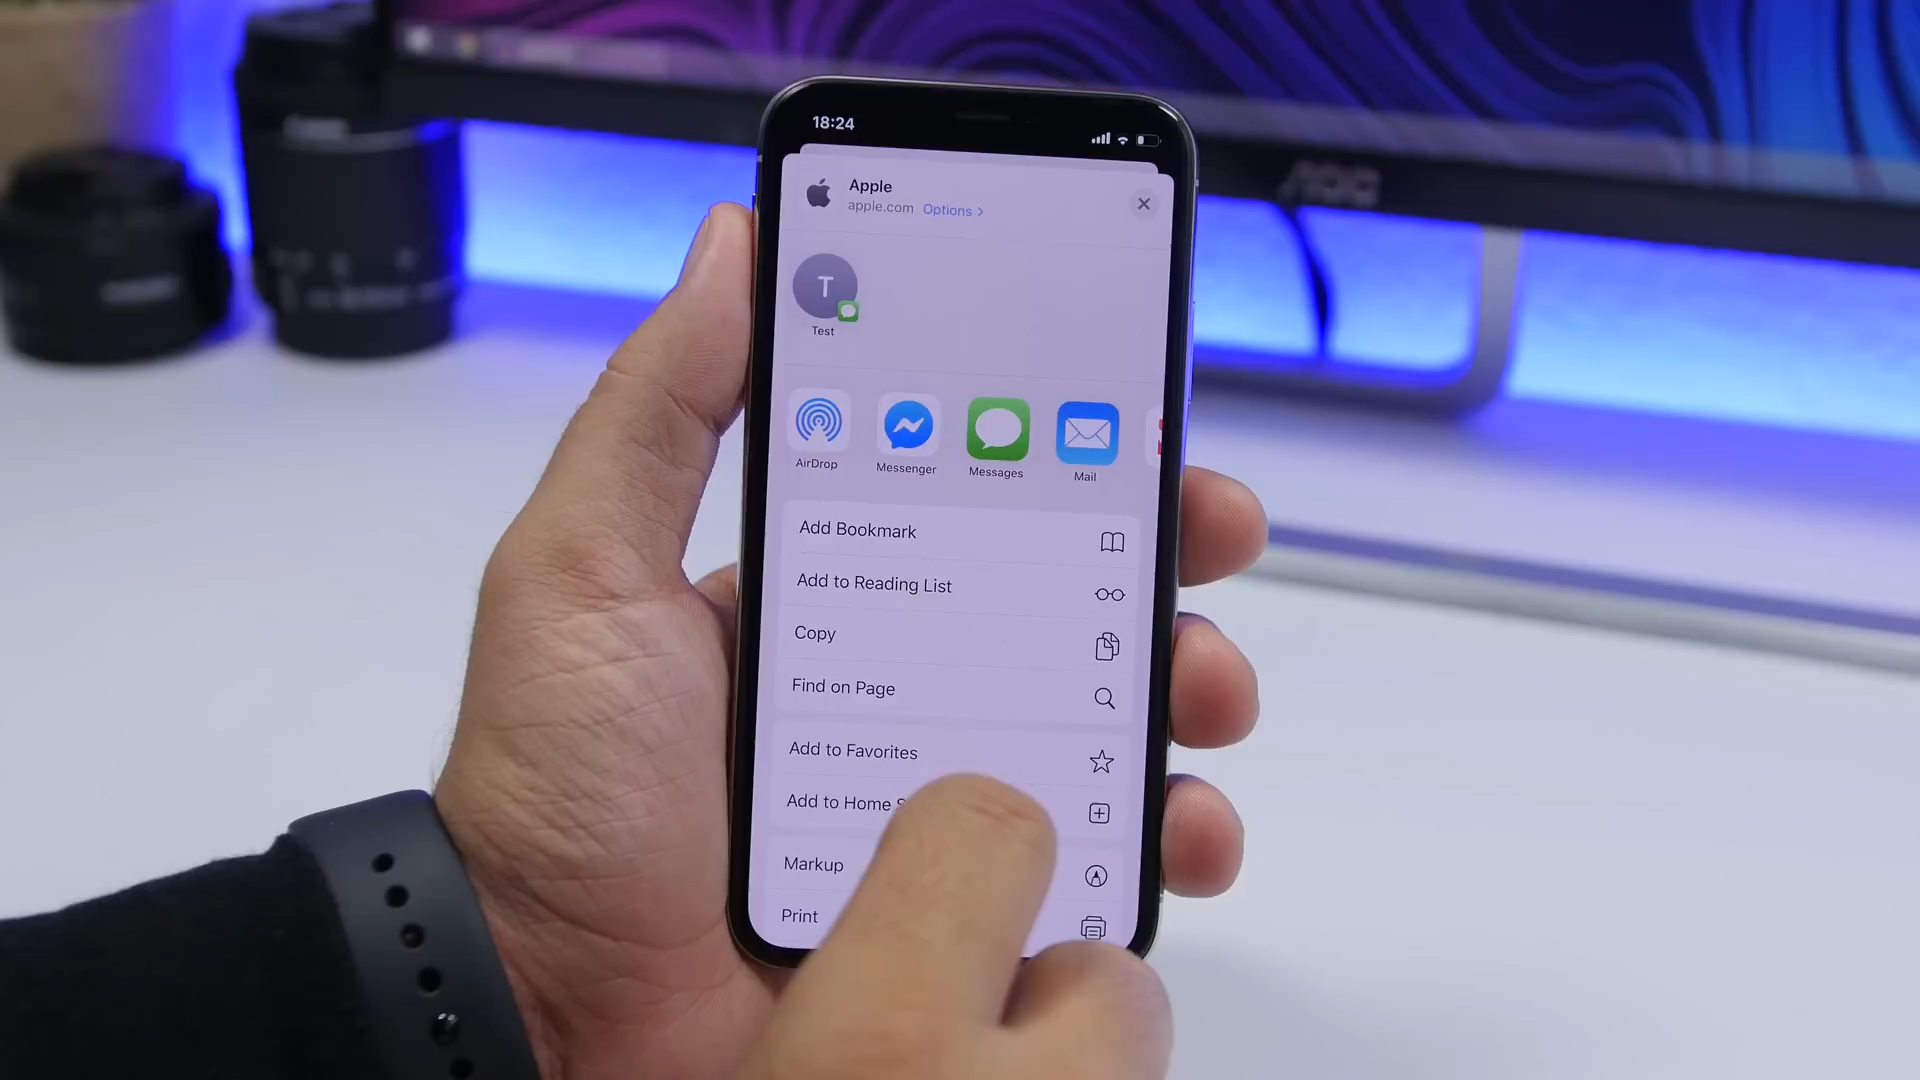 18:24
Apple
apple.com Options >
T
Test
AirDrop
Messenger
Messages
Mail
Add Bookmark
Add to Reading List
Copy
Find on Page
Add to Favorites
Add to Home
Markup
Print
AOC